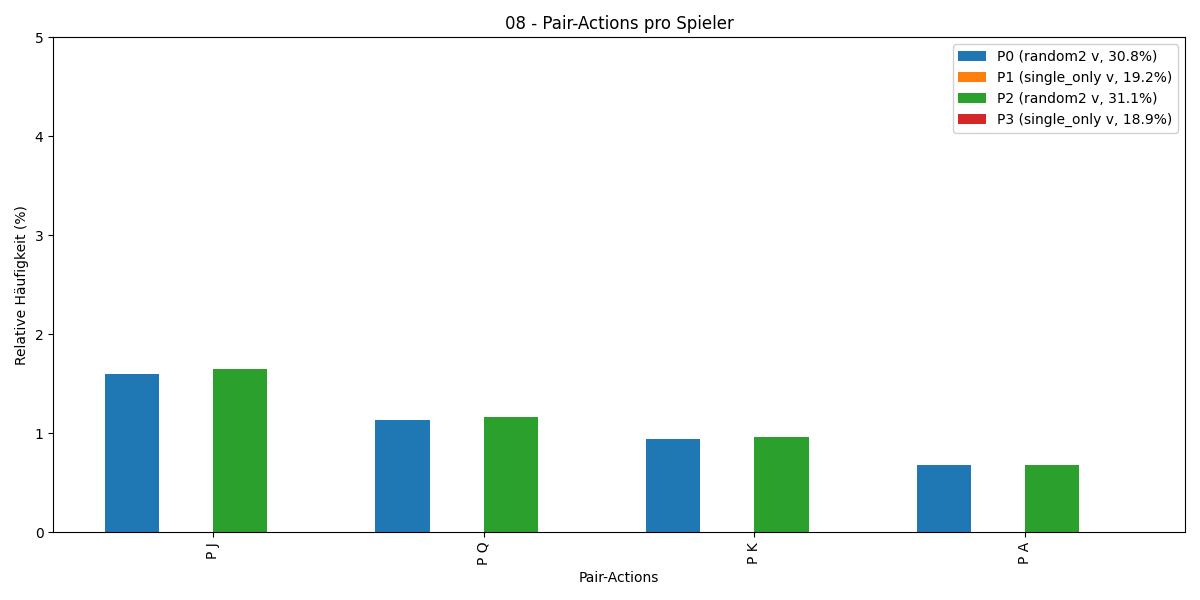 08 - Pair-Actions pro Spieler
P0 (random2 v, 30.8%)
P1 (single_only v, 19.2%)
P2 (random2 v, 31.1%)
P3 (single_only v, 18.9%)
Relative Häufigkeit (%)
5
4
3
2
1
0
P J
P Q
P K
P A
Pair-Actions